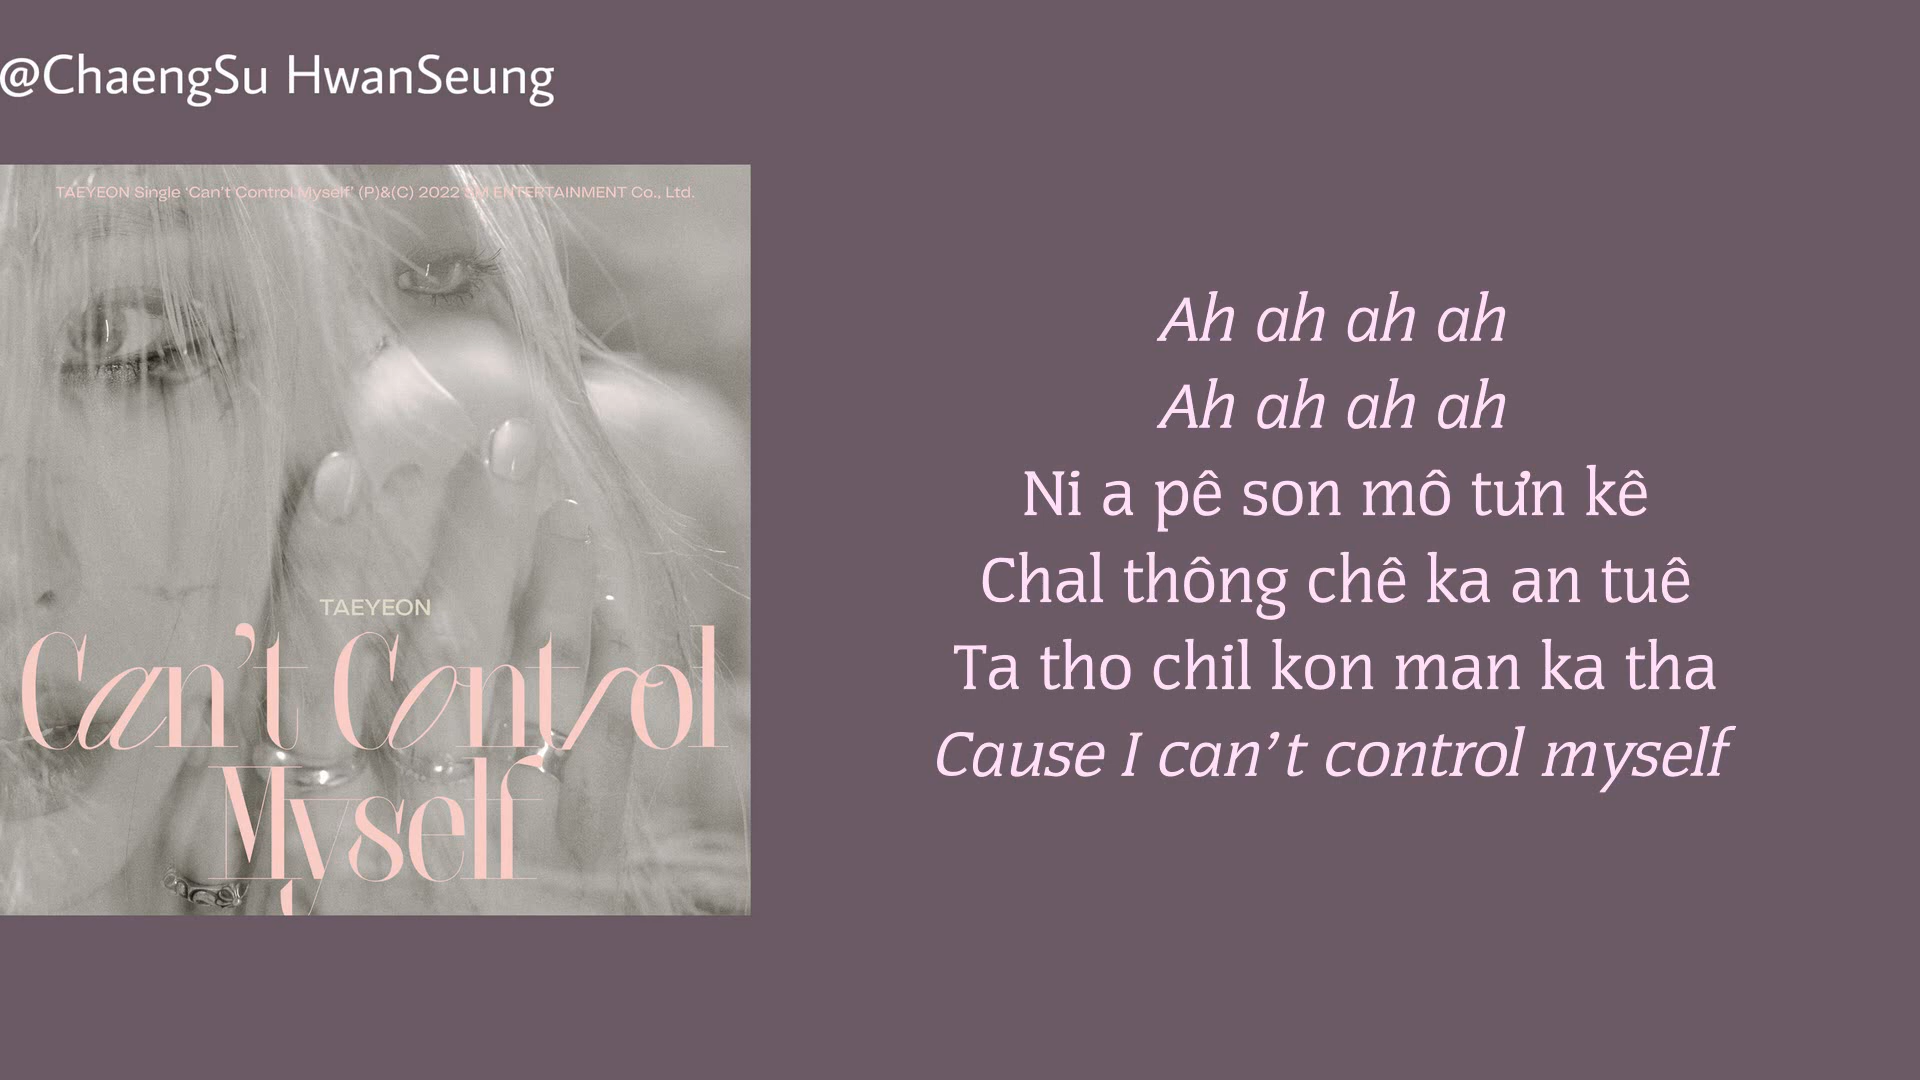 @ChaengSu HwanSeung
TAEYEON Single ‘Can’t Control Myself’ (P)&(C) 2022 SM ENTERTAINMENT Co., Ltd.
TAEYEON
Can’t Control
Myself
Ah ah ah ah
Ah ah ah ah
Ni a pê son mô tưn kê
Chal thông chê ka an tuê
Ta tho chil kon man ka tha
Cause I can’t control myself